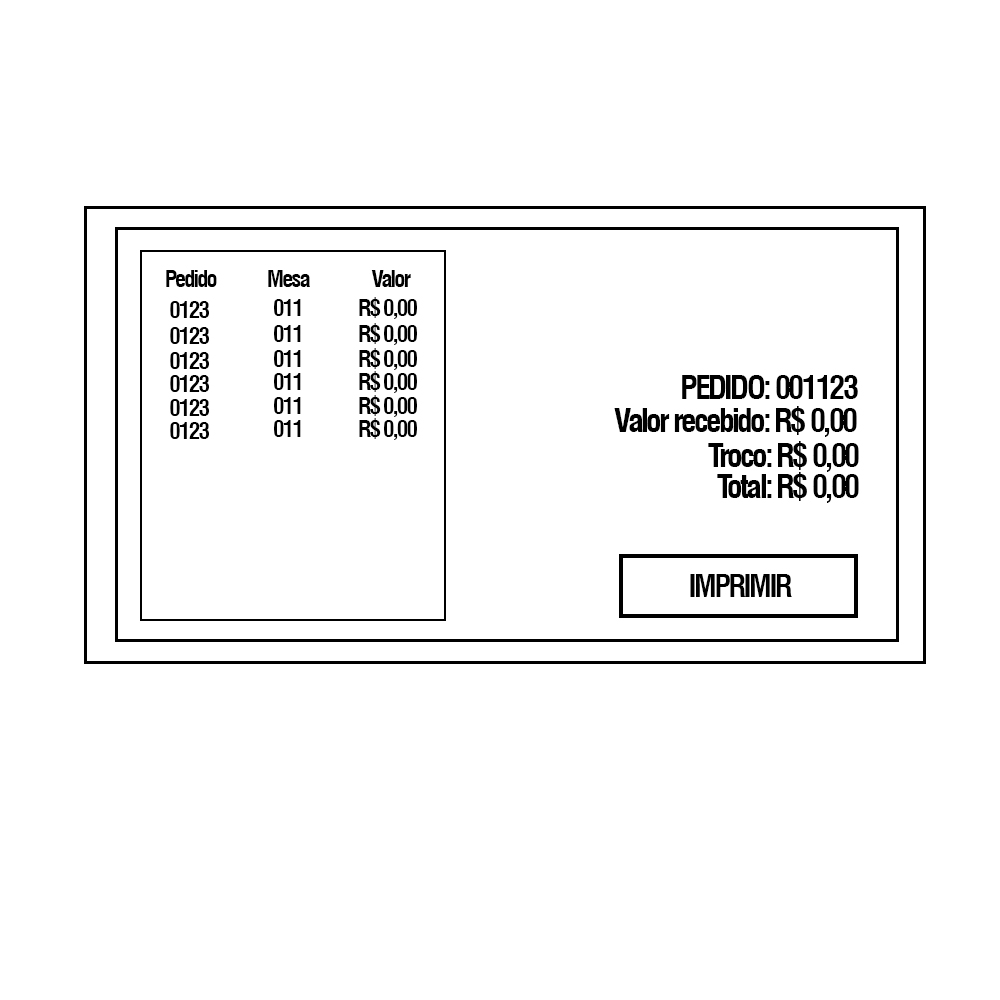 Pedido Mesa Valor
0123 011 R$ 0,00
0123 011 R$ 0,00
0123 011 R$ 0,00
0123 011 R$ 0,00
0123 011 R$ 0,00
0123 011 R$ 0,00
PEDIDO: 001123
Valor recebido: R$ 0,00
Troco: R$ 0,00
Total: R$ 0,00
IMPRIMIR